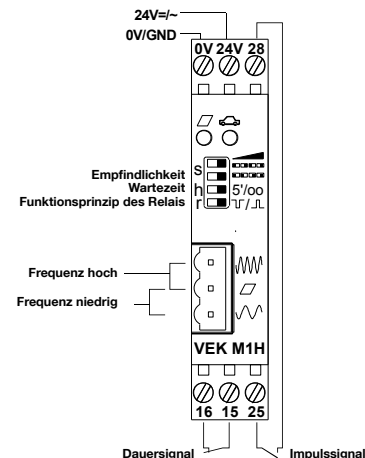 24V=/~
0V/GND
0V 24V 28
Empfindlichkeit
s
Wartezeit
h 5'/oo
Funktionsprinzip des Relais
r
Frequenz hoch
Frequenz niedrig
VEK M1H
16 15 25
Dauersignal
Impulssignal